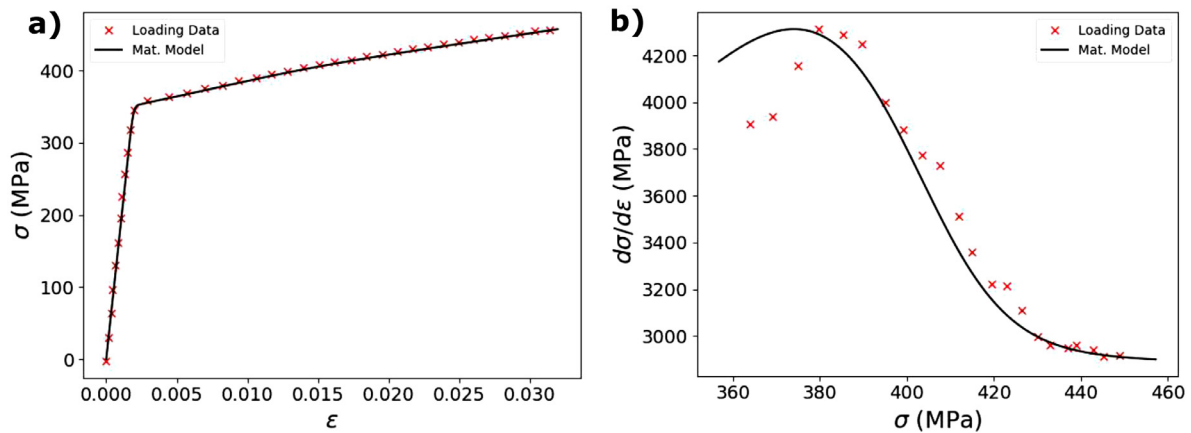 a)
Loading Data
Mat. Model
σ (MPa)
400
300
200
100
0
0.000 0.005 0.010 0.015 0.020 0.025 0.030
ε
b)
Loading Data
Mat. Model
dσ/dε (MPa)
4200
4000
3800
3600
3400
3200
3000
360 380 400 420 440 460
σ (MPa)